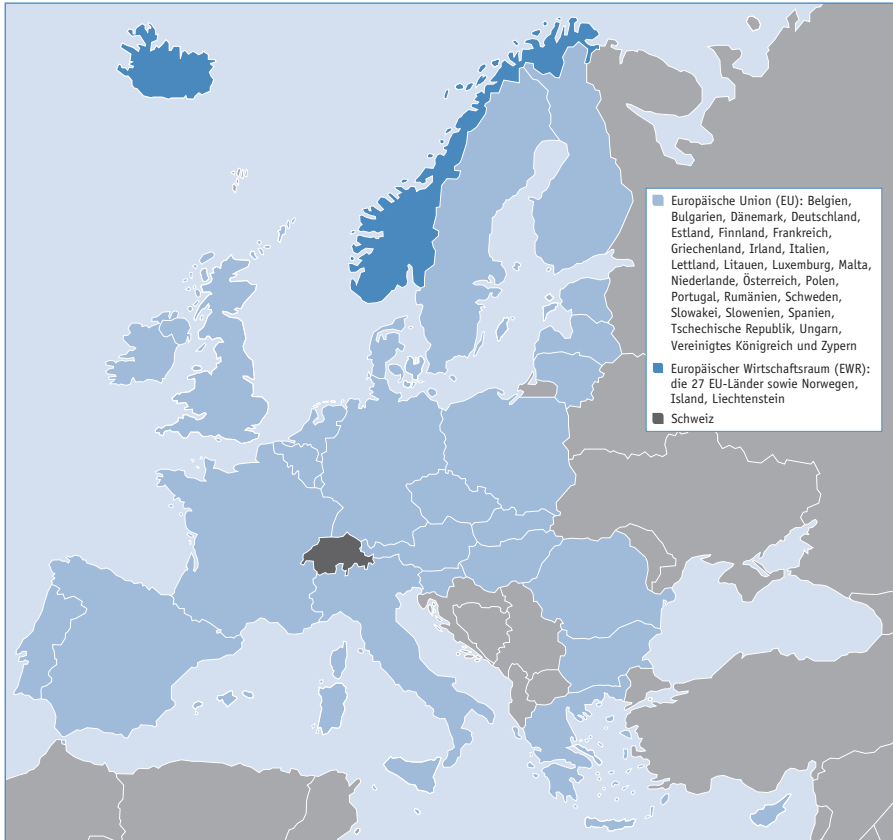 Europäische Union (EU): Belgien,
Bulgarien, Dänemark, Deutschland,
Estland, Finnland, Frankreich,
Griechenland, Irland, Italien,
Lettland, Litauen, Luxemburg, Malta,
Niederlande, Österreich, Polen,
Portugal, Rumänien, Schweden,
Slowakei, Slowenien, Spanien,
Tschechische Republik, Ungarn,
Vereinigtes Königreich und Zypern
Europäischer Wirtschaftsraum (EWR):
die 27 EU-Länder sowie Norwegen,
Island, Liechtenstein
Schweiz